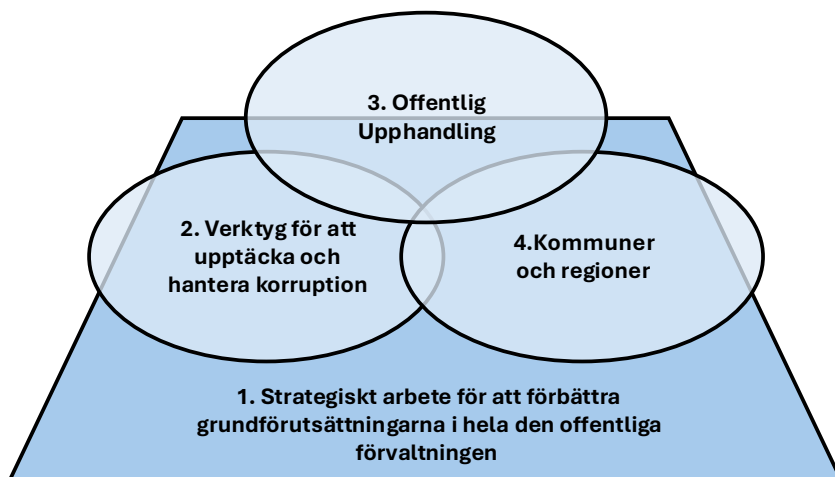 3. Offentlig
Upphandling
2. Verktyg för att
upptäcka och
hantera korruption
4.Kommuner
och regioner
1. Strategiskt arbete för att förbättra
grundförutsättningarna i hela den offentliga
förvaltningen